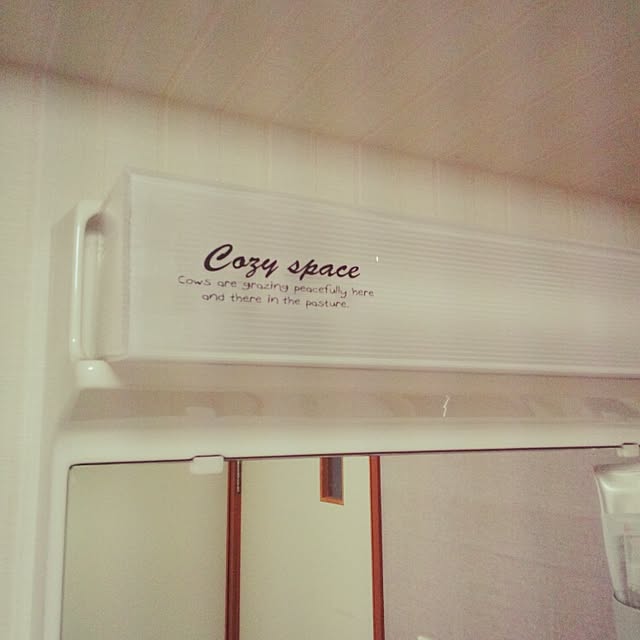 Cozy space
Cows are grazing peacefully here
and there in the pasture.